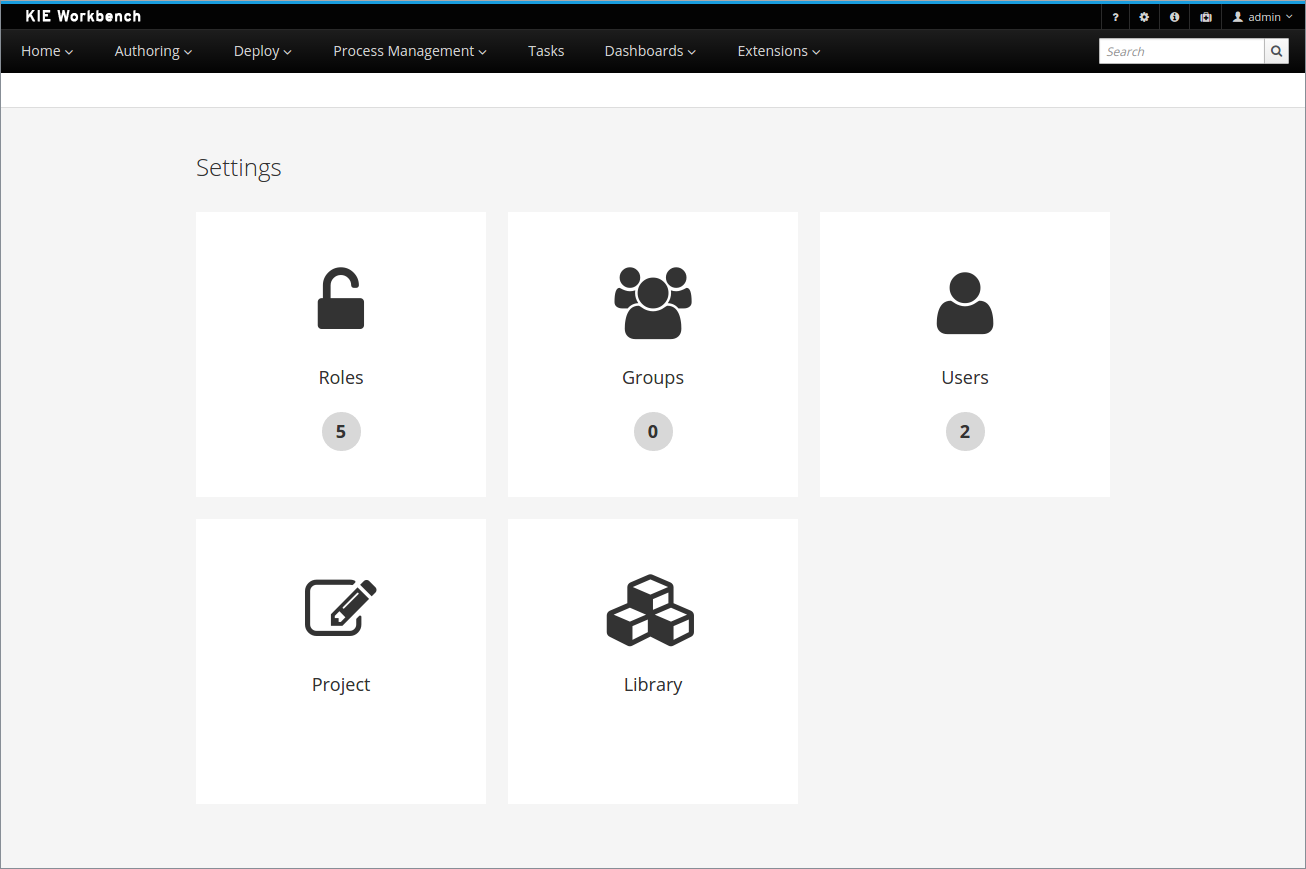 KIE Workbench
? admin
Home Authoring Deploy Process Management Tasks Dashboards Extensions Search
Settings
Roles Groups Users
5 0 2
Project Library